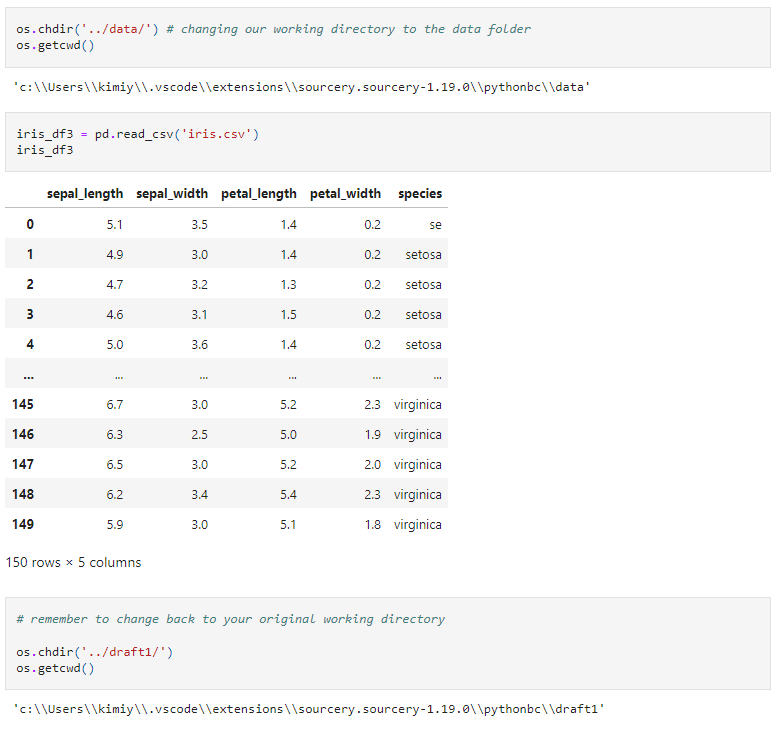 os.chdir('../data/') # changing our working directory to the data folder
os.getcwd()
'c:\\Users\\kimiy\\.vscode\\extensions\\sourcery.sourcery-1.19.0\\pythonbc\\data'
iris_df3 = pd.read_csv('iris.csv')
iris_df3
sepal_length sepal_width petal_length petal_width species
0 5.1 3.5 1.4 0.2 se
1 4.9 3.0 1.4 0.2 setosa
2 4.7 3.2 1.3 0.2 setosa
3 4.6 3.1 1.5 0.2 setosa
4 5.0 3.6 1.4 0.2 setosa
... ... ... ... ... ...
145 6.7 3.0 5.2 2.3 virginica
146 6.3 2.5 5.0 1.9 virginica
147 6.5 3.0 5.2 2.0 virginica
148 6.2 3.4 5.4 2.3 virginica
149 5.9 3.0 5.1 1.8 virginica
150 rows × 5 columns
# remember to change back to your original working directory
os.chdir('../draft1/')
os.getcwd()
'c:\\Users\\kimiy\\.vscode\\extensions\\sourcery.sourcery-1.19.0\\pythonbc\\draft1'